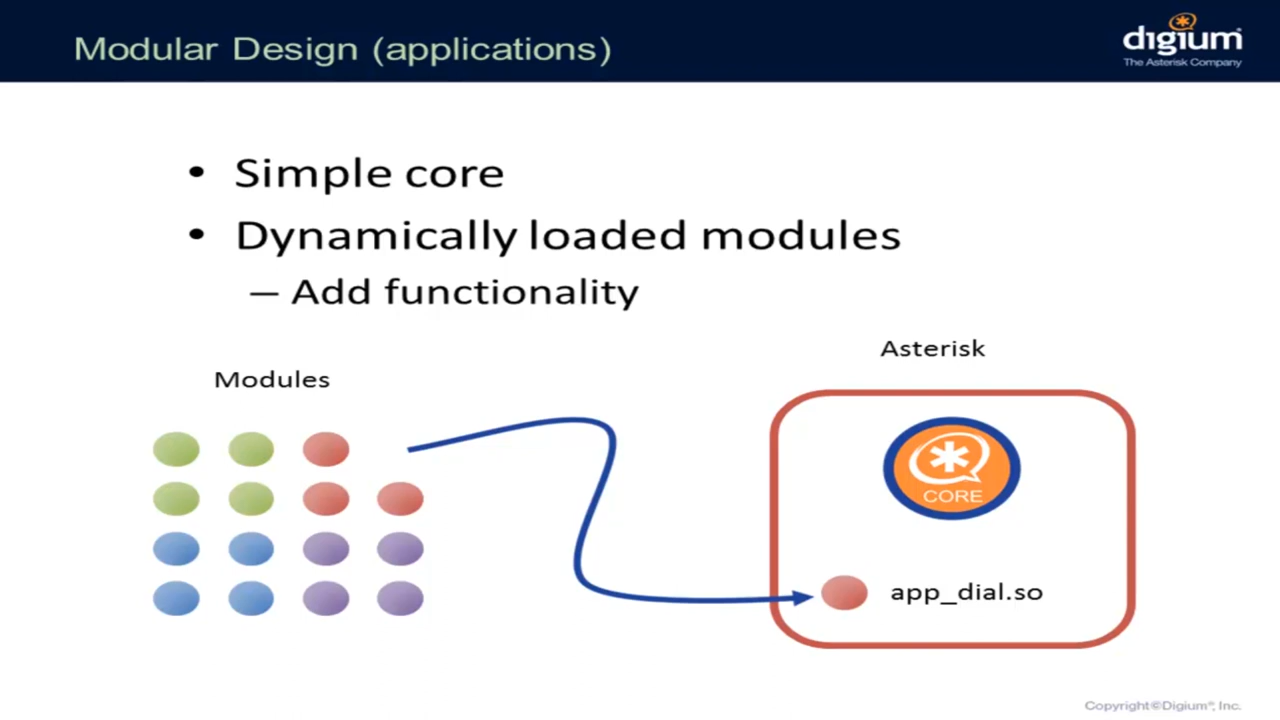 Modular Design (applications)
digium
The Asterisk Company
• Simple core
• Dynamically loaded modules
– Add functionality
Asterisk
Modules
CORE
app_dial.so
Copyright©Digium®, Inc.